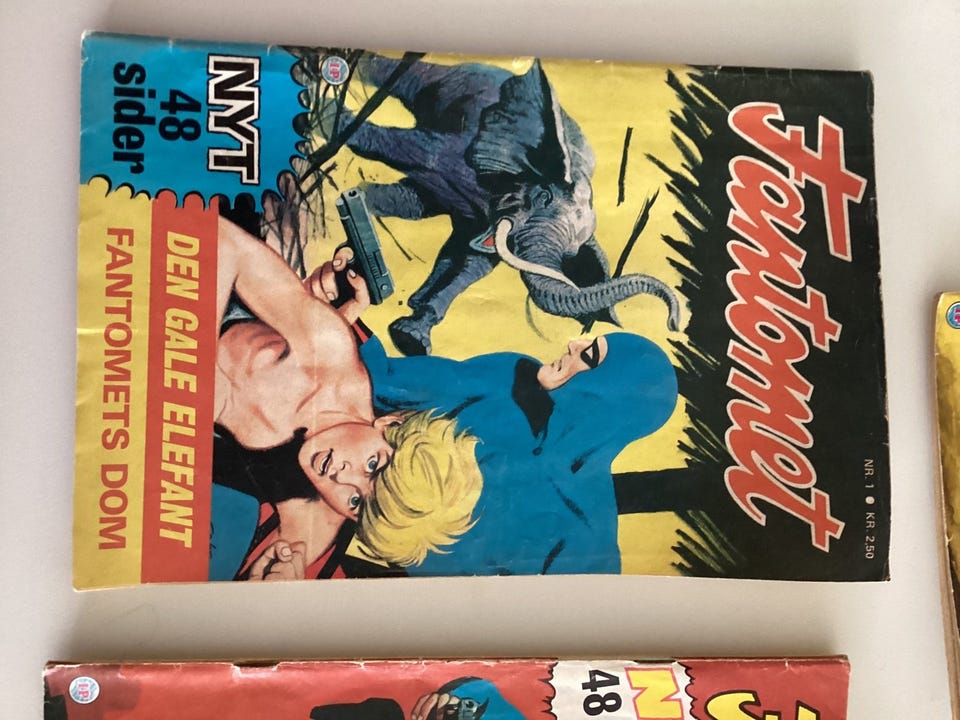 NR. 1 ● KR. 2,50
Fantomet
I·P
NYT
48
sider
DEN GALE ELEFANT
FANTOMETS DOM
I·P
48